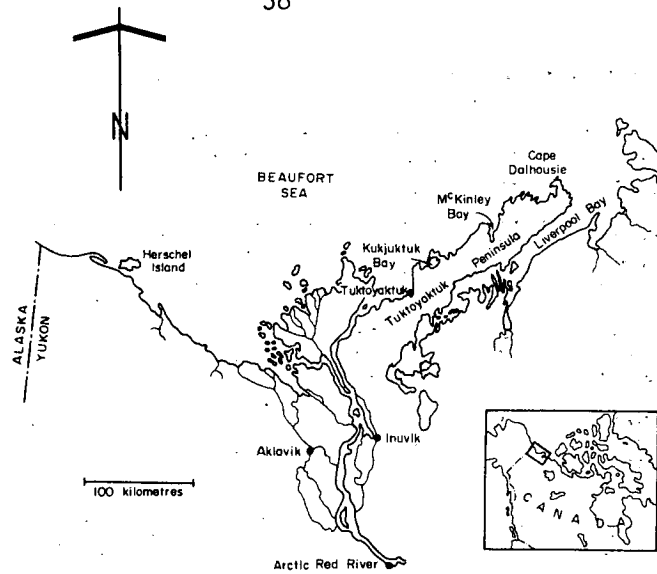 38
N
BEAUFORT
SEA
Cape
Dalhousie
McKinley
Bay
Liverpool Bay
Kukjuktuk
Bay
Peninsula
Herschel
Island
Tuktoyaktuk
Tuktoyaktuk
ALASKA
YUKON
Aklavik
Inuvik
100 kilometres
CANADA
Arctic Red River